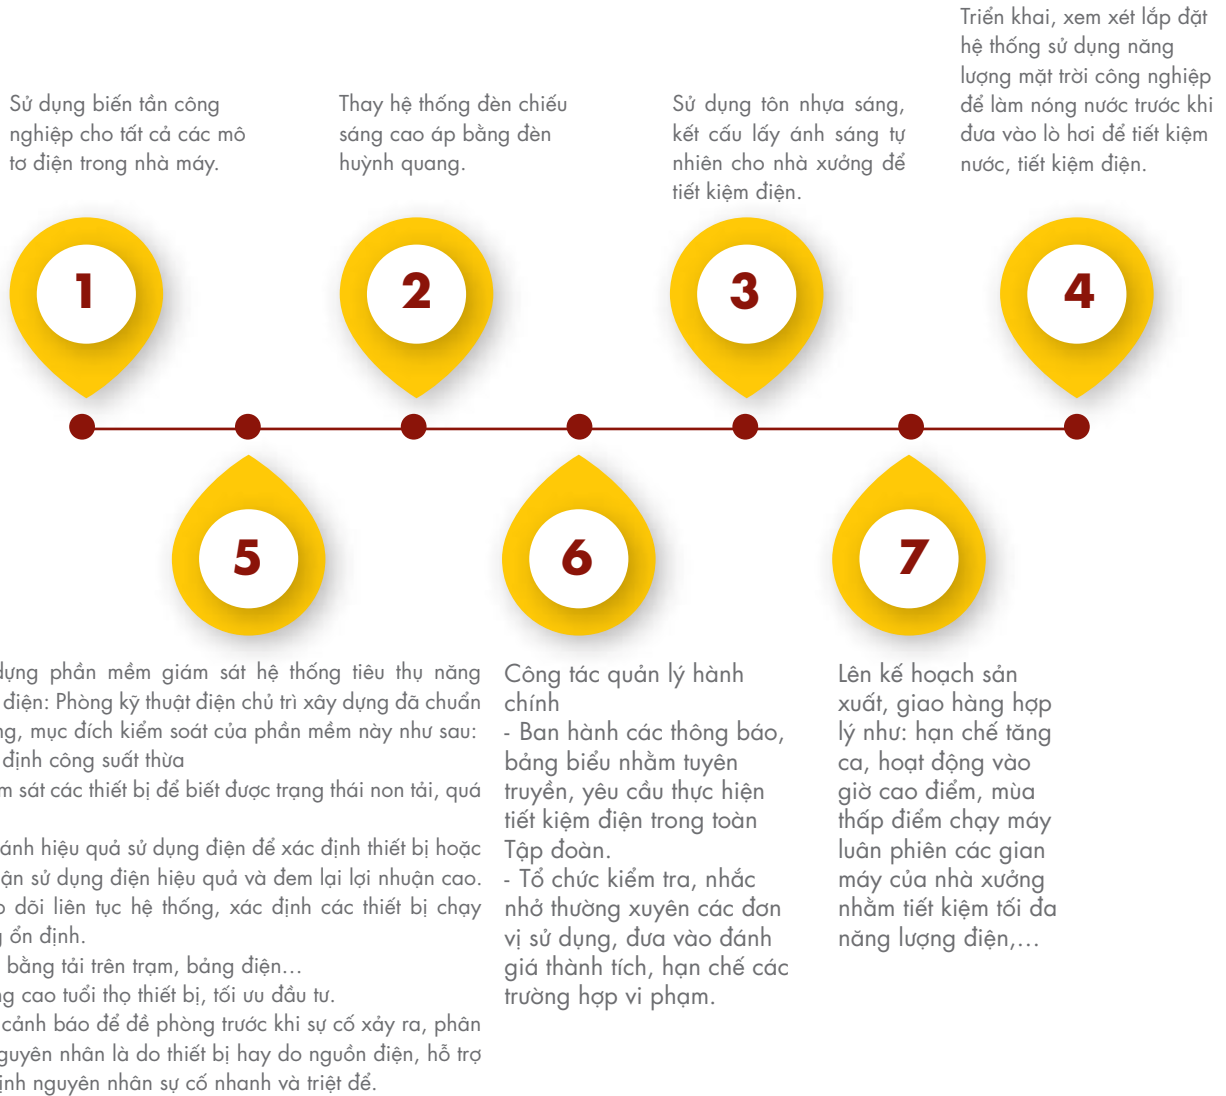 Sử dụng biến tần công
nghiệp cho tất cả các mô
tơ điện trong nhà máy.
Thay hệ thống đèn chiếu
sáng cao áp bằng đèn
huỳnh quang.
Sử dụng tôn nhựa sáng,
kết cấu lấy ánh sáng tự
nhiên cho nhà xưởng để
tiết kiệm điện.
Triển khai, xem xét lắp đặt
hệ thống sử dụng năng
lượng mặt trời công nghiệp
để làm nóng nước trước khi
đưa vào lò hơi để tiết kiệm
nước, tiết kiệm điện.
1
2
3
4
5
6
7
dựng phần mềm giám sát hệ thống tiêu thụ năng
điện: Phòng kỹ thuật điện chủ trì xây dựng đã chuẩn
mục đích kiểm soát của phần mềm này như sau:
định công suất thừa
sát các thiết bị để biết được trạng thái non tải, quá
hiệu quả sử dụng điện để xác định thiết bị hoặc
sử dụng điện hiệu quả và đem lại lợi nhuận cao.
dõi liên tục hệ thống, xác định các thiết bị chạy
ổn định.
bằng tải trên trạm, bảng điện...
cao tuổi thọ thiết bị, tối ưu đầu tư.
cảnh báo để đề phòng trước khi sự cố xảy ra, phân
nguyên nhân là do thiết bị hay do nguồn điện, hỗ trợ
nguyên nhân sự cố nhanh và triệt để.
Công tác quản lý hành
chính
- Ban hành các thông báo,
bảng biểu nhằm tuyên
truyền, yêu cầu thực hiện
tiết kiệm điện trong toàn
Tập đoàn.
- Tổ chức kiểm tra, nhắc
nhở thường xuyên các đơn
vị sử dụng, đưa vào đánh
giá thành tích, hạn chế các
trường hợp vi phạm.
Lên kế hoạch sản
xuất, giao hàng hợp
lý như: hạn chế tăng
ca, hoạt động vào
giờ cao điểm, mùa
thấp điểm chạy máy
luân phiên các gian
máy của nhà xưởng
nhằm tiết kiệm tối đa
năng lượng điện,...